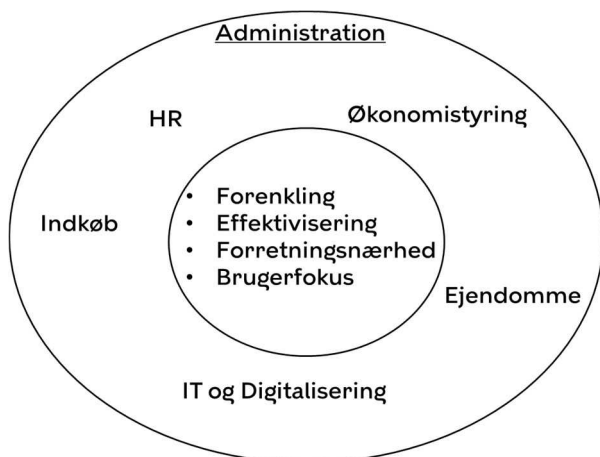 Administration
HR
Økonomistyring
Indkøb
• Forenkling
• Effektivisering
• Forretningsnærhed
• Brugerfokus
Ejendomme
IT og Digitalisering